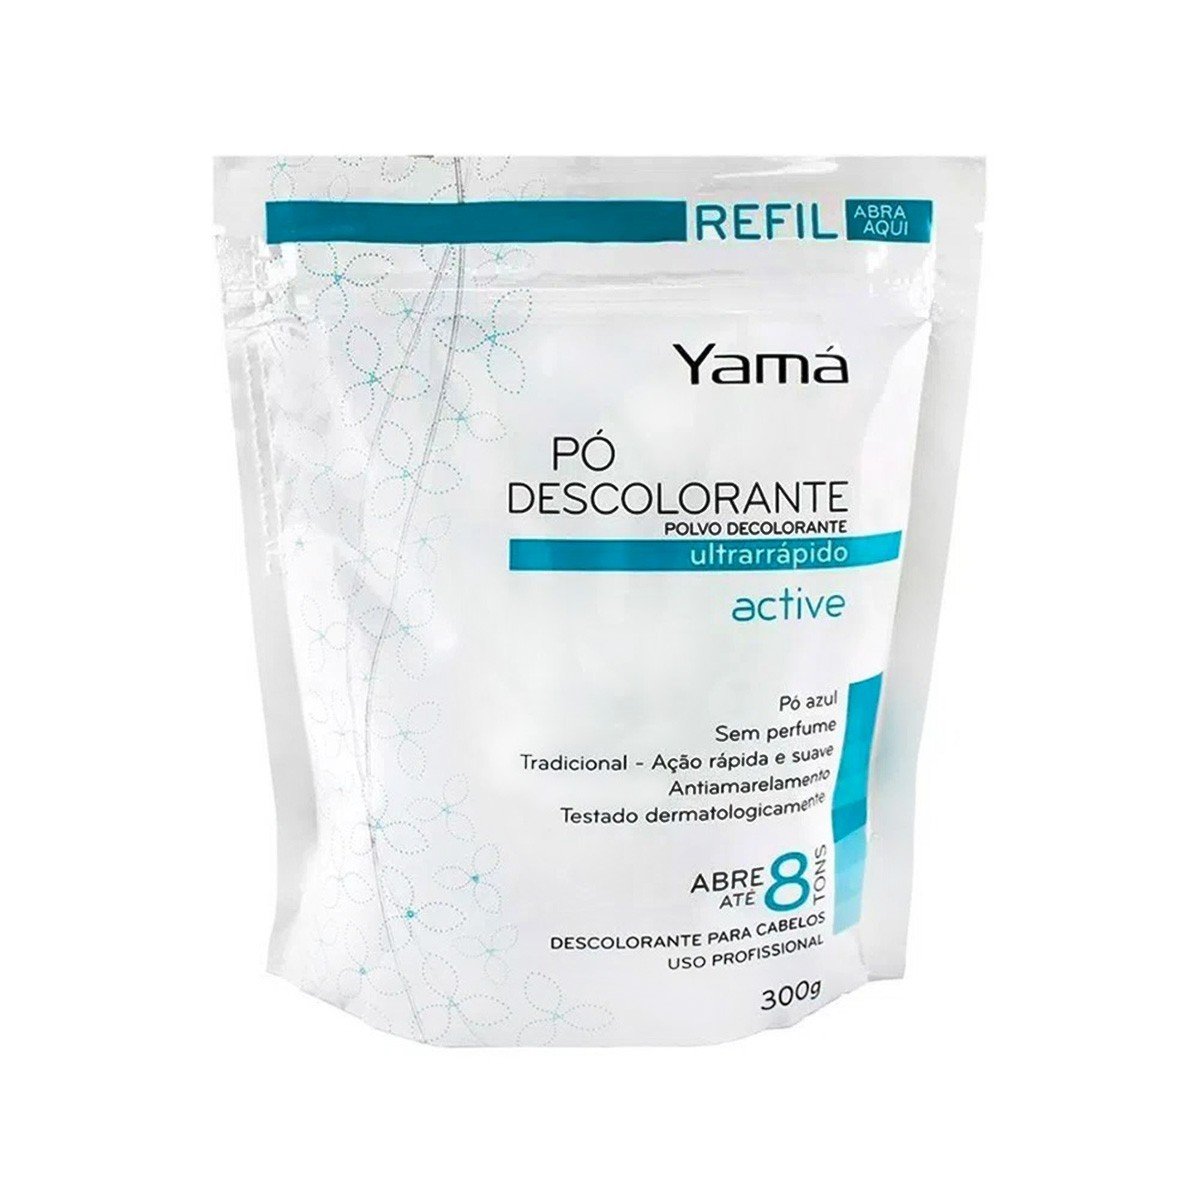 REFIL
ABRA
AQUI
Yamá
PÓ
DESCOLORANTE
POLVO DECOLORANTE
ultrarrápido
active
Pó azul
Sem perfume
Tradicional - Ação rápida e suave
Antiamarelamento
Testado dermatologicamente
ABRE
ATÉ
8
TONS
DESCOLORANTE PARA CABELOS
USO PROFISSIONAL
300g